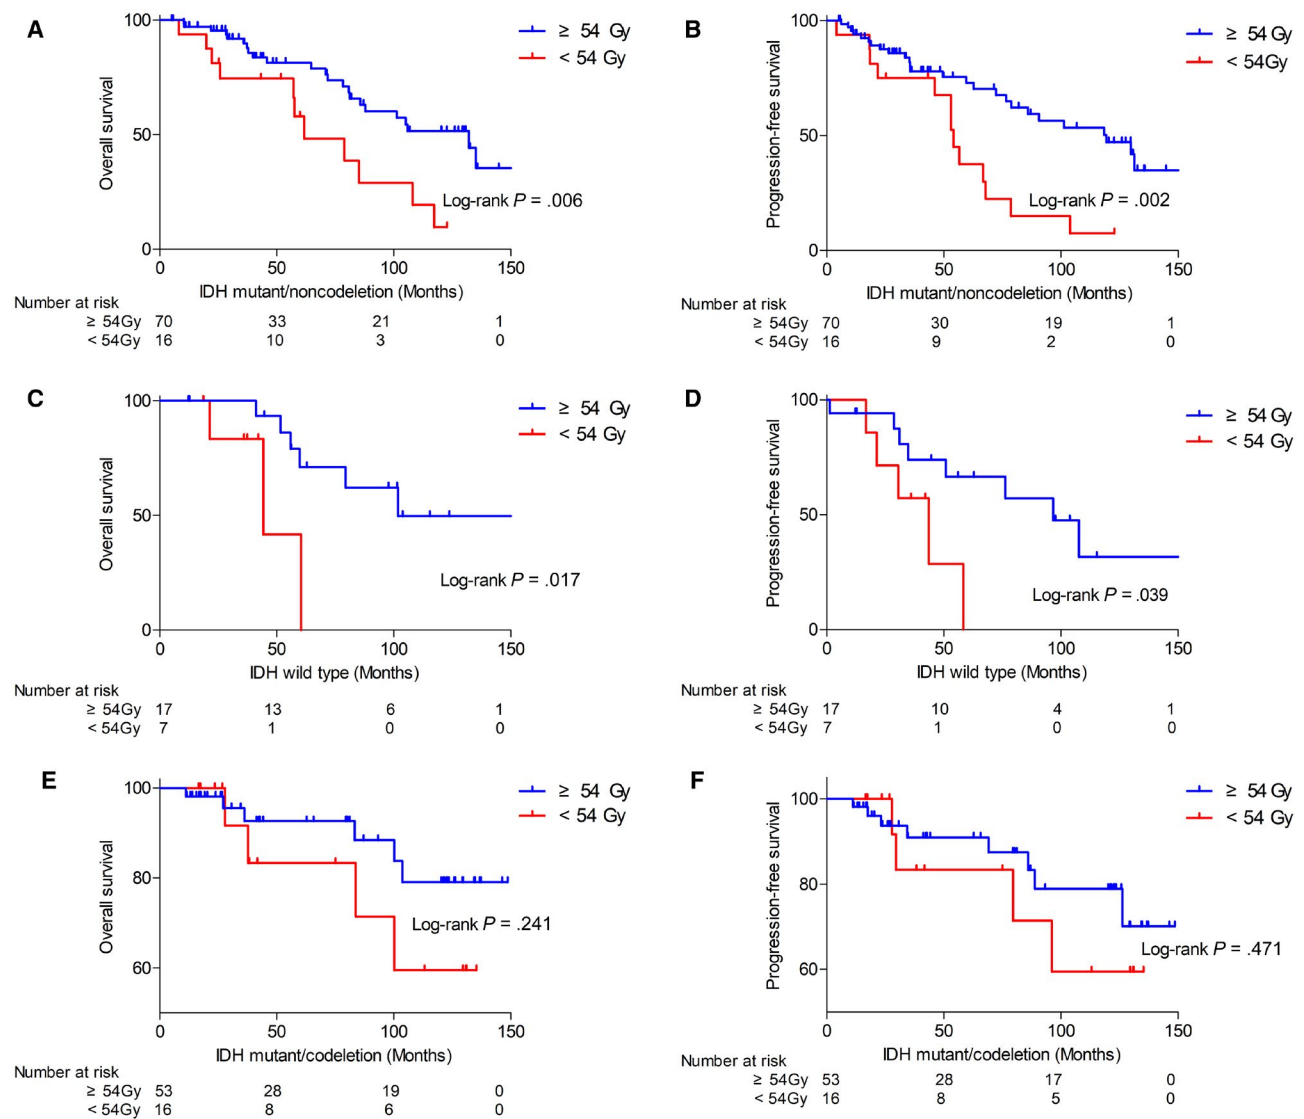 A
100
50
0
Overall survival
≥ 54 Gy
< 54 Gy
Log-rank P = .006
0 50 100 150
IDH mutant/noncodeletion (Months)
Number at risk
≥ 54Gy 70 33 21 1
< 54Gy 16 10 3 0
B
100
50
0
Progression-free survival
≥ 54 Gy
< 54Gy
Log-rank P = .002
0 50 100 150
IDH mutant/noncodeletion (Months)
Number at risk
≥ 54Gy 70 30 19 1
< 54Gy 16 9 2 0
C
100
50
0
Overall survival
≥ 54 Gy
< 54 Gy
Log-rank P = .017
0 50 100 150
IDH wild type (Months)
Number at risk
≥ 54Gy 17 13 6 1
< 54Gy 7 1 0 0
D
100
50
0
Progression-free survival
≥ 54 Gy
< 54 Gy
Log-rank P = .039
0 50 100 150
IDH wild type (Months)
Number at risk
≥ 54Gy 17 10 4 1
< 54Gy 7 1 0 0
E
100
80
60
Overall survival
≥ 54 Gy
< 54 Gy
Log-rank P = .241
0 50 100 150
IDH mutant/codeletion (Months)
Number at risk
≥ 54Gy 53 28 19 0
< 54Gy 16 8 6 0
F
100
80
60
Progression-free survival
≥ 54 Gy
< 54 Gy
Log-rank P = .471
0 50 100 150
IDH mutant/codeletion (Months)
Number at risk
≥ 54Gy 53 28 17 0
< 54Gy 16 8 5 0